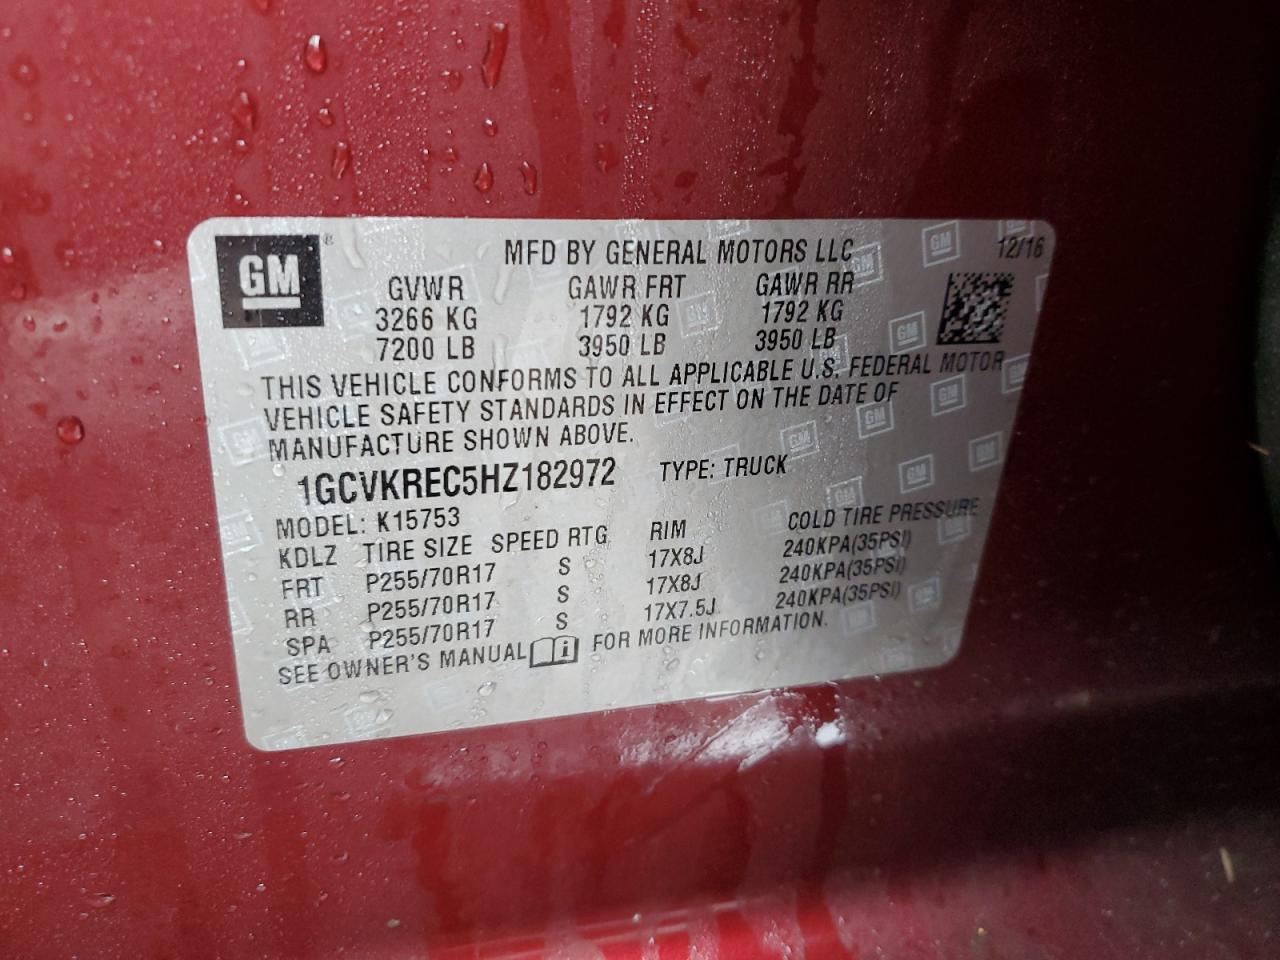 GM
MFD BY GENERAL MOTORS LLC 12/16
GVWR GAWR FRT GAWR RR
3266 KG 1792 KG 1792 KG
7200 LB 3950 LB 3950 LB
THIS VEHICLE CONFORMS TO ALL APPLICABLE U.S. FEDERAL MOTOR
VEHICLE SAFETY STANDARDS IN EFFECT ON THE DATE OF
MANUFACTURE SHOWN ABOVE.
1GCVKREC5HZ182972 TYPE: TRUCK
MODEL: K15753
KDLZ TIRE SIZE SPEED RTG RIM COLD TIRE PRESSURE
FRT P255/70R17 S 17X8J 240KPA(35PSI)
RR P255/70R17 S 17X8J 240KPA(35PSI)
SPA P255/70R17 S 17X7.5J 240KPA(35PSI)
SEE OWNER'S MANUAL FOR MORE INFORMATION.